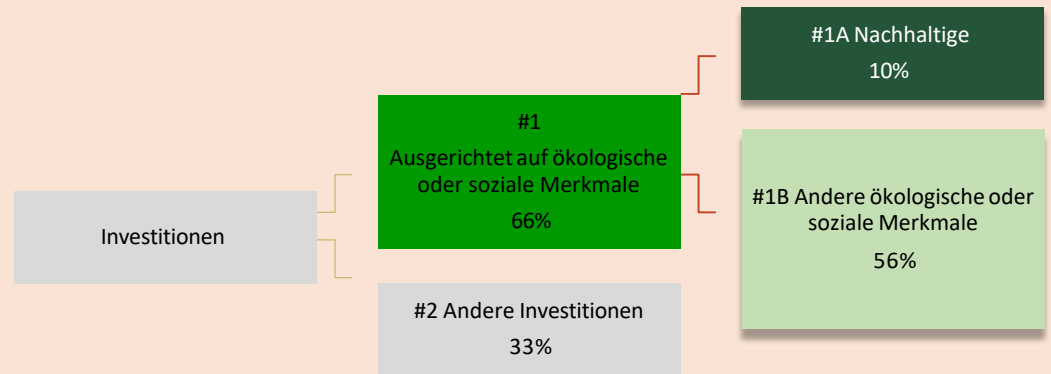 Investitionen
#1
Ausgerichtet auf ökologische
oder soziale Merkmale
66%
#2 Andere Investitionen
33%
#1A Nachhaltige
10%
#1B Andere ökologische oder
soziale Merkmale
56%